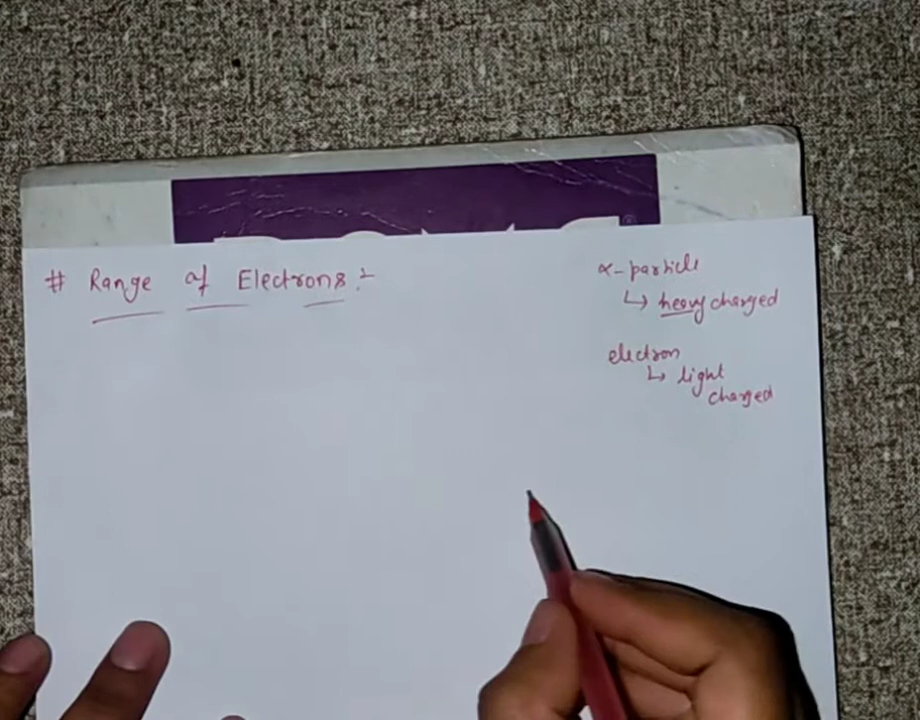 # Range of Electrons :-
α-particle
↳ heavy charged
electron
↳ light
charged
®